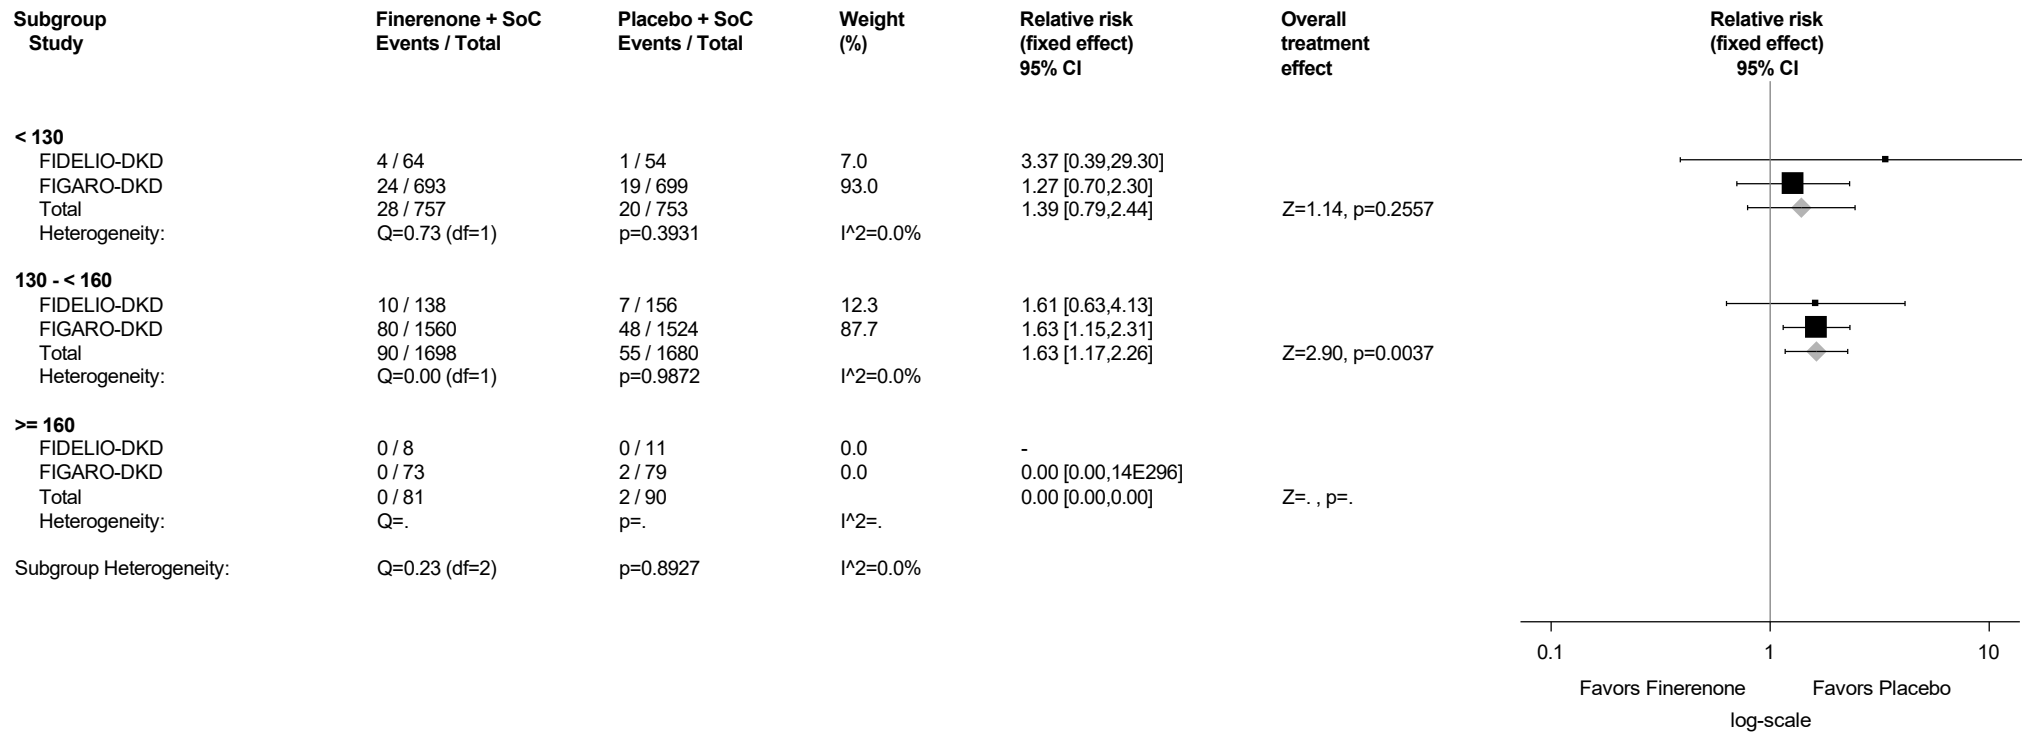 Subgroup Finerenone + SoC Placebo + SoC Weight Relative risk Overall Relative risk
Study Events / Total Events / Total (%) (fixed effect) treatment (fixed effect)
95% CI effect 95% CI
< 130
FIDELIO-DKD 4 / 64 1 / 54 7.0 3.37 [0.39,29.30]
FIGARO-DKD 24 / 693 19 / 699 93.0 1.27 [0.70,2.30]
Total 28 / 757 20 / 753 1.39 [0.79,2.44] Z=1.14, p=0.2557
Heterogeneity: Q=0.73 (df=1) p=0.3931 I^2=0.0%
130 - < 160
FIDELIO-DKD 10 / 138 7 / 156 12.3 1.61 [0.63,4.13]
FIGARO-DKD 80 / 1560 48 / 1524 87.7 1.63 [1.15,2.31]
Total 90 / 1698 55 / 1680 1.63 [1.17,2.26] Z=2.90, p=0.0037
Heterogeneity: Q=0.00 (df=1) p=0.9872 I^2=0.0%
>= 160
FIDELIO-DKD 0 / 8 0 / 11 0.0 -
FIGARO-DKD 0 / 73 2 / 79 0.0 0.00 [0.00,14E296]
Total 0 / 81 2 / 90 0.00 [0.00,0.00] Z=. , p=.
Heterogeneity: Q=. p=. I^2=.
Subgroup Heterogeneity: Q=0.23 (df=2) p=0.8927 I^2=0.0%
0.1 1 10
Favors Finerenone Favors Placebo
log-scale